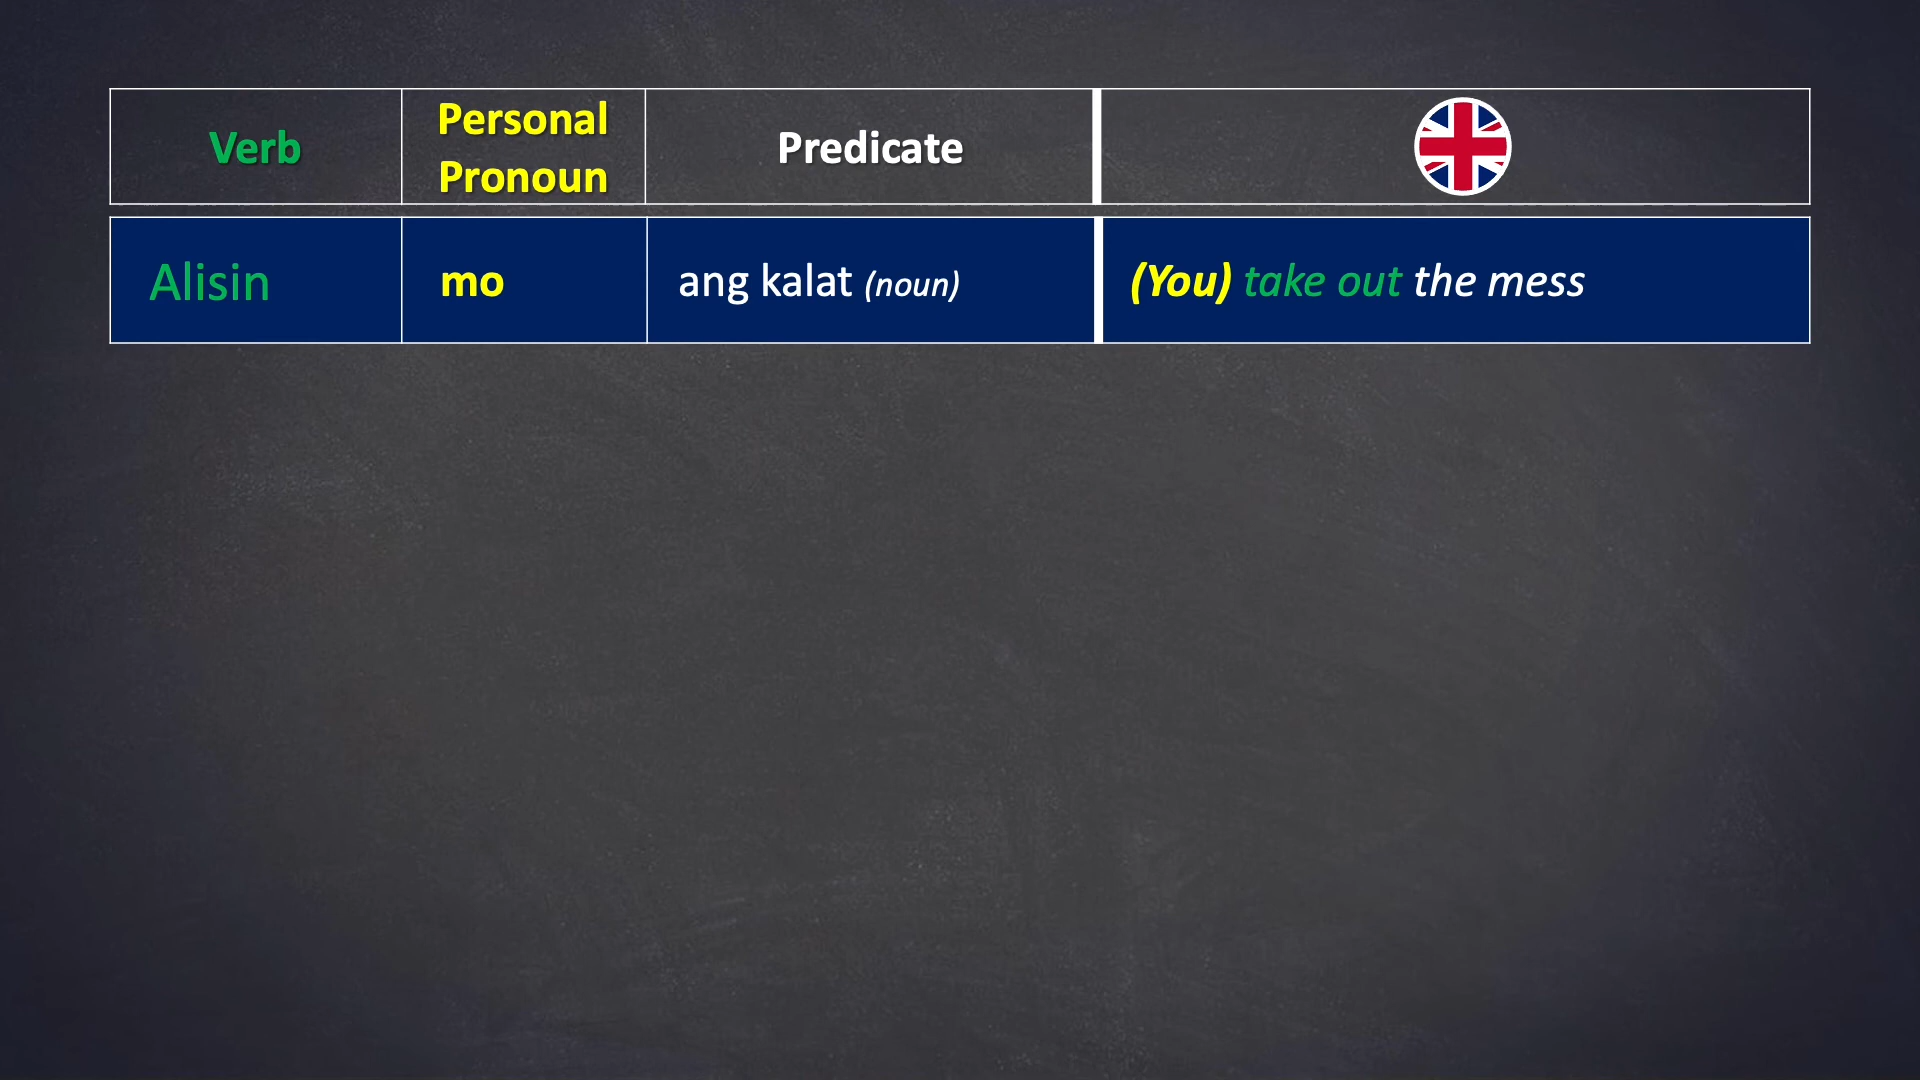 Verb
Personal
Pronoun
Predicate
Alisin
mo
ang kalat (noun)
(You) take out the mess